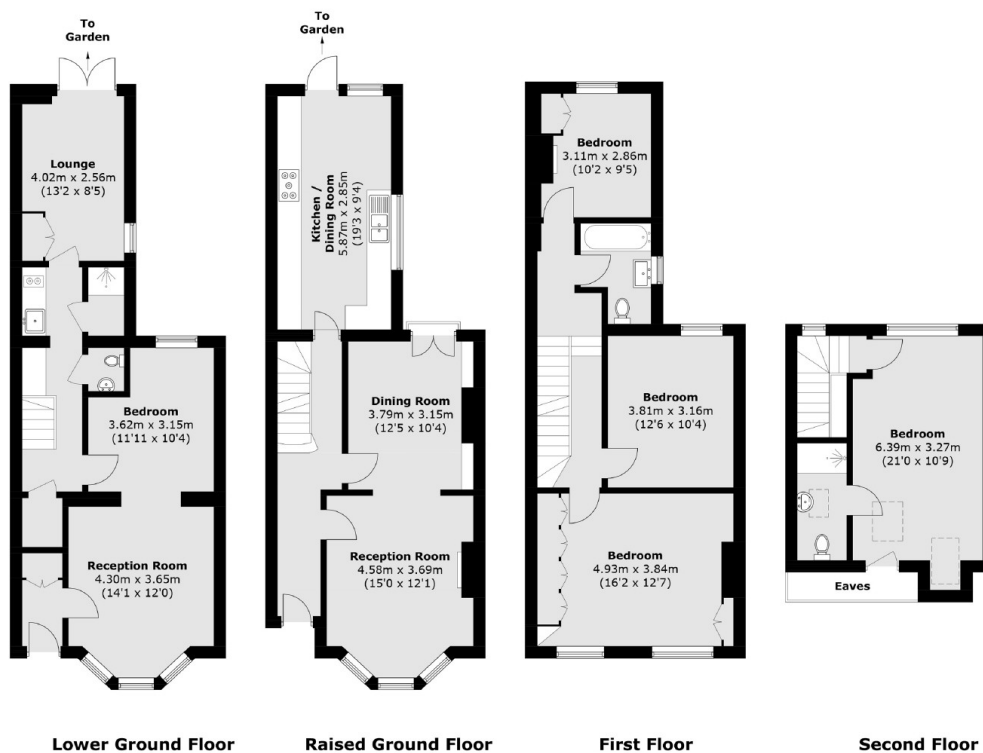 To
Garden
Lounge
4.02m x 2.56m
(13'2 x 8'5)
Bedroom
3.62m x 3.15m
(11'11 x 10'4)
Reception Room
4.30m x 3.65m
(14'1 x 12'0)
Lower Ground Floor
To
Garden
Kitchen /
Dining Room
5.87m x 2.85m
(19'3 x 9'4)
Dining Room
3.79m x 3.15m
(12'5 x 10'4)
Reception Room
4.58m x 3.69m
(15'0 x 12'1)
Raised Ground Floor
Bedroom
3.11m x 2.86m
(10'2 x 9'5)
Bedroom
3.81m x 3.16m
(12'6 x 10'4)
Bedroom
4.93m x 3.84m
(16'2 x 12'7)
First Floor
Bedroom
6.39m x 3.27m
(21'0 x 10'9)
Eaves
Second Floor